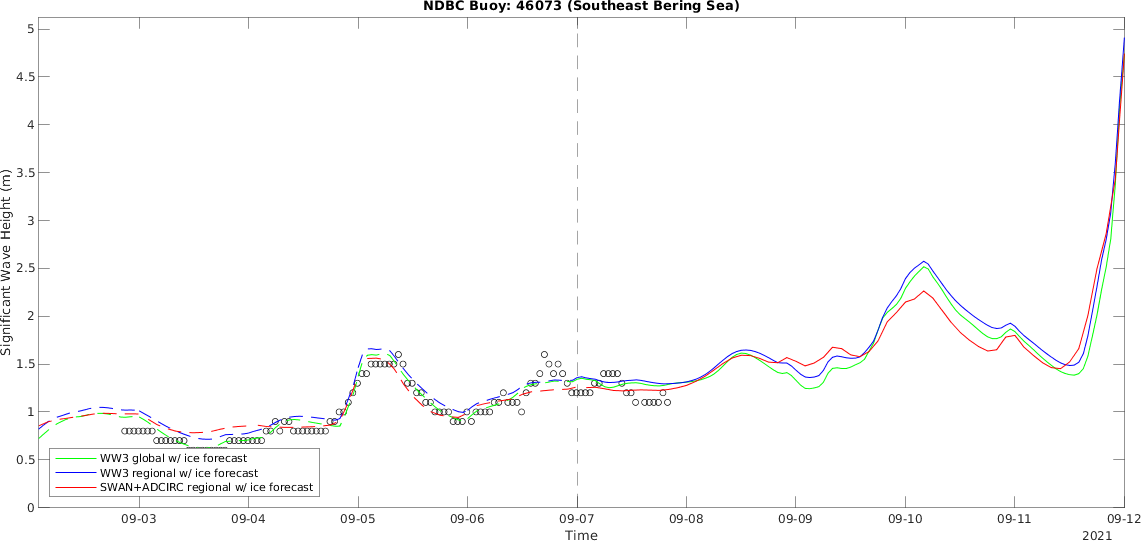 NDBC Buoy: 46073 (Southeast Bering Sea)
5
4.5
4
3.5
3
2.5
2
1.5
1
0.5
0
Significant Wave Height (m)
WW3 global w/ ice forecast
WW3 regional w/ ice forecast
SWAN+ADCIRC regional w/ ice forecast
09-03 09-04 09-05 09-06 09-07 09-08 09-09 09-10 09-11 09-12
Time
2021